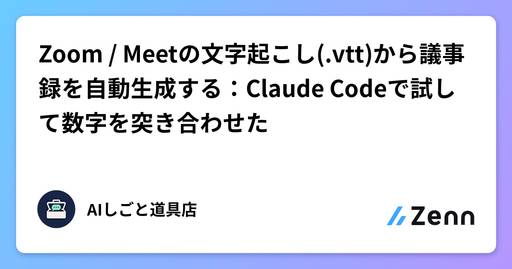 Zoom / Meetの文字起こし(.vtt)から議事
録を自動生成する：Claude Codeで試し
て数字を突き合わせた
AIしごと道具店
Zenn